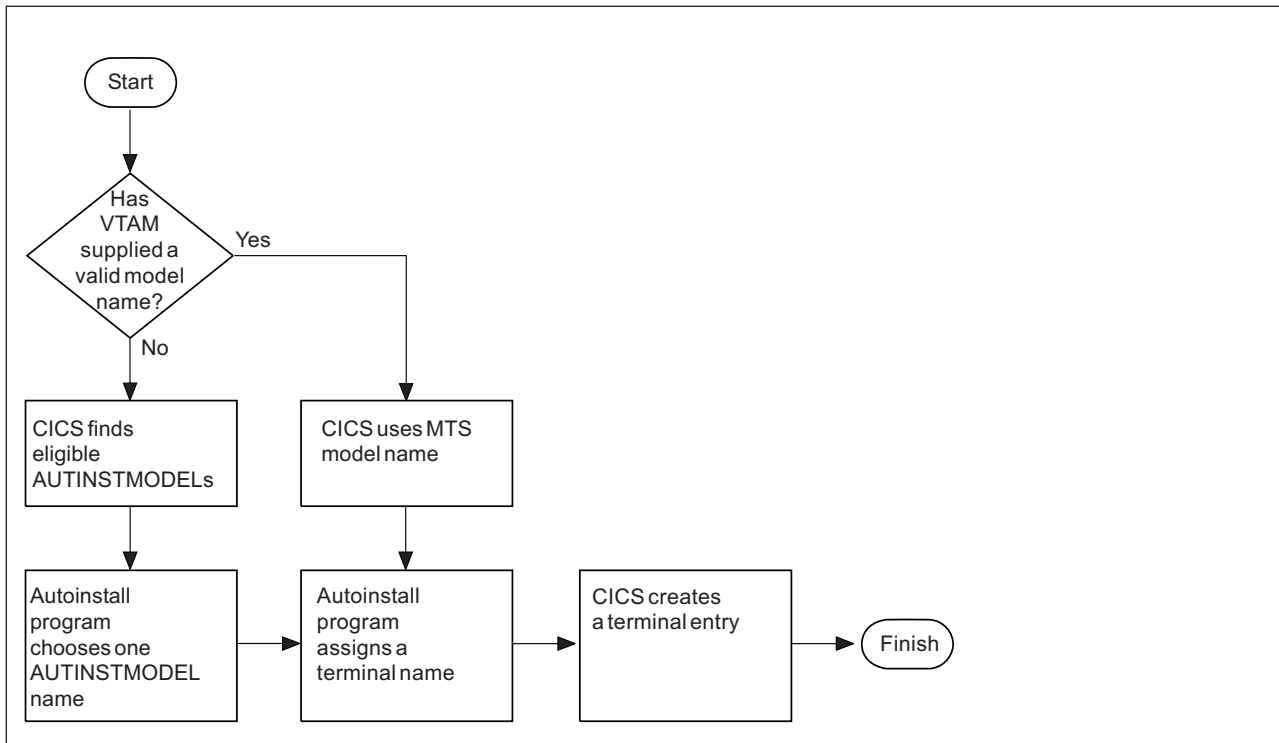 Start
Has
VTAM
supplied a
valid model
name?
Yes
No
CICS finds
eligible
AUTINSTMODELs
CICS uses MTS
model name
Autoinstall
program
chooses one
AUTINSTMODEL
name
Autoinstall
program
assigns a
terminal name
CICS creates
a terminal entry
Finish